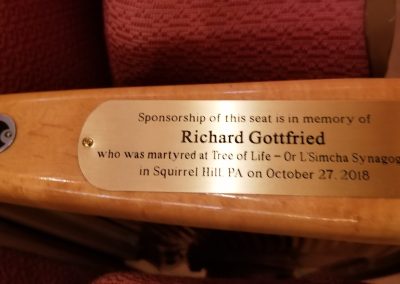 Sponsorship of this seat is in memory of
Richard Gottfried
who was martyred at Tree of Life – Or L'Simcha Synagog
in Squirrel Hill, PA on October 27, 2018